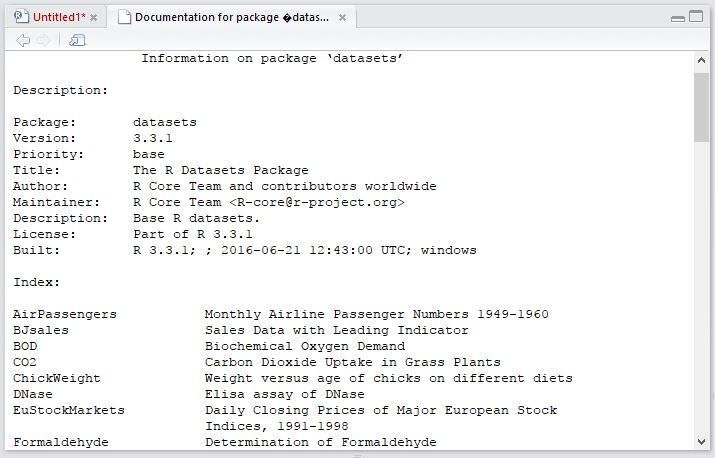 Untitled1*
Documentation for package �datas...
Information on package ‘datasets’
Description:
Package: datasets
Version: 3.3.1
Priority: base
Title: The R Datasets Package
Author: R Core Team and contributors worldwide
Maintainer: R Core Team <R-core@r-project.org>
Description: Base R datasets.
License: Part of R 3.3.1
Built: R 3.3.1; ; 2016-06-21 12:43:00 UTC; windows
Index:
AirPassengers Monthly Airline Passenger Numbers 1949-1960
BJsales Sales Data with Leading Indicator
BOD Biochemical Oxygen Demand
CO2 Carbon Dioxide Uptake in Grass Plants
ChickWeight Weight versus age of chicks on different diets
DNase Elisa assay of DNase
EuStockMarkets Daily Closing Prices of Major European Stock
Indices, 1991-1998
Formaldehyde Determination of Formaldehyde